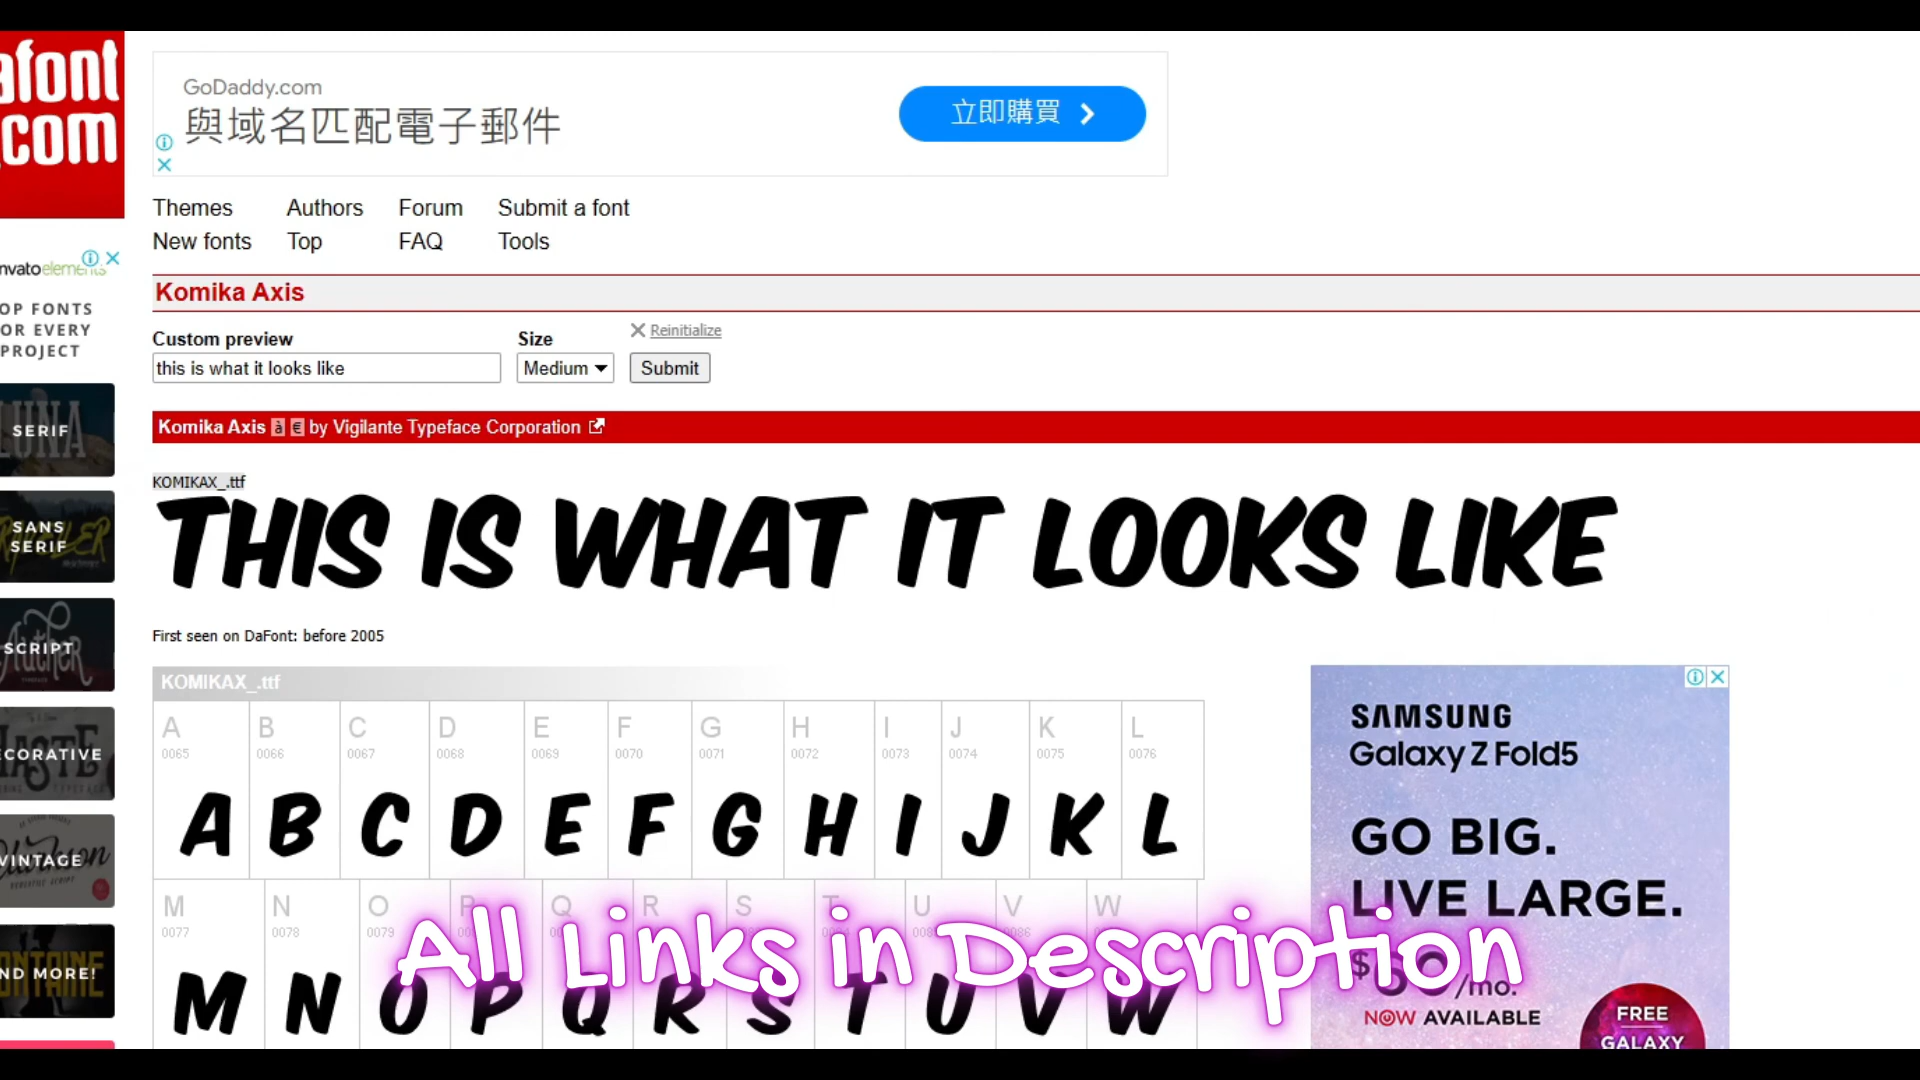 afont
.com
GoDaddy.com
與域名匹配電子郵件
立即購買
Themes Authors Forum Submit a font
New fonts Top FAQ Tools
nvatoelements
OP FONTS
OR EVERY
PROJECT
SERIF
SANS
SERIF
SCRIPT
CORATIVE
VINTAGE
ND MORE!
Komika Axis
Custom preview Size Reinitialize
this is what it looks like Medium Submit
Komika Axis à € by Vigilante Typeface Corporation
KOMIKAX_.ttf
THIS IS WHAT IT LOOKS LIKE
First seen on DaFont: before 2005
KOMIKAX_.ttf
A B C D E F G H I J K L
0065 0066 0067 0068 0069 0070 0071 0072 0073 0074 0075 0076
A B C D E F G H I J K L
M N O P Q R S T U V W
0077 0078 0079
M N O P Q R S T U V W
All Links in Description
SAMSUNG
Galaxy Z Fold5
GO BIG.
LIVE LARGE.
/mo.
NOW AVAILABLE
FREE
GALAXY